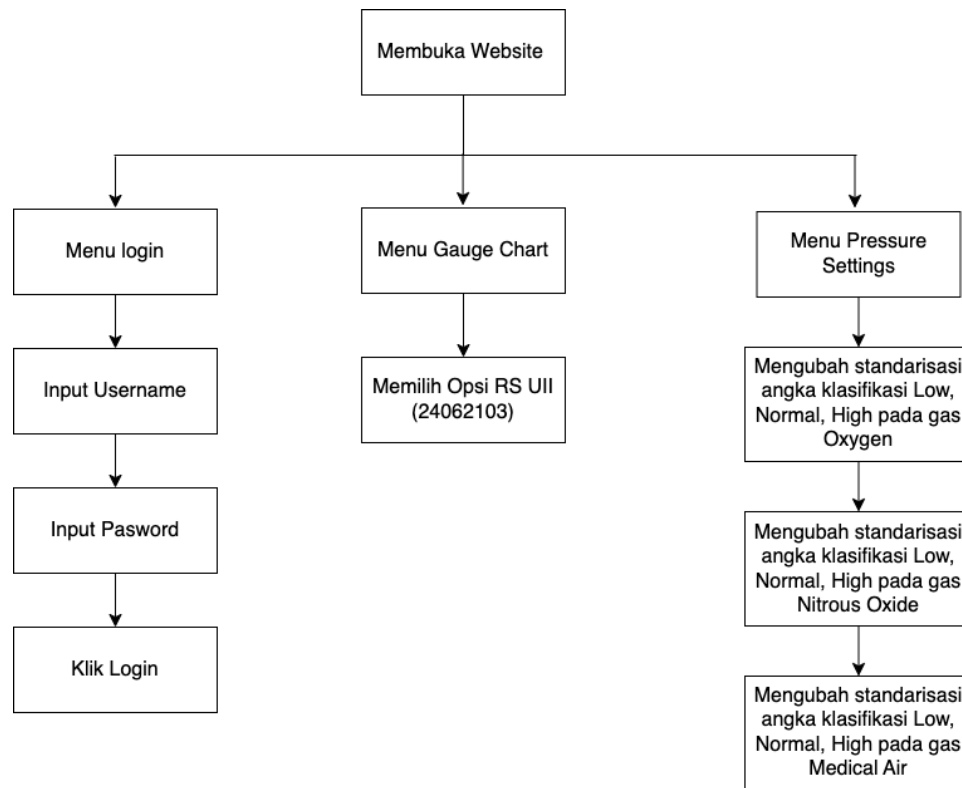 Membuka Website
Menu login
Menu Gauge Chart
Menu Pressure
Settings
Input Username
Memilih Opsi RS UII
(24062103)
Mengubah standarisasi
angka klasifikasi Low,
Normal, High pada gas
Oxygen
Input Pasword
Mengubah standarisasi
angka klasifikasi Low,
Normal, High pada gas
Nitrous Oxide
Klik Login
Mengubah standarisasi
angka klasifikasi Low,
Normal, High pada gas
Medical Air